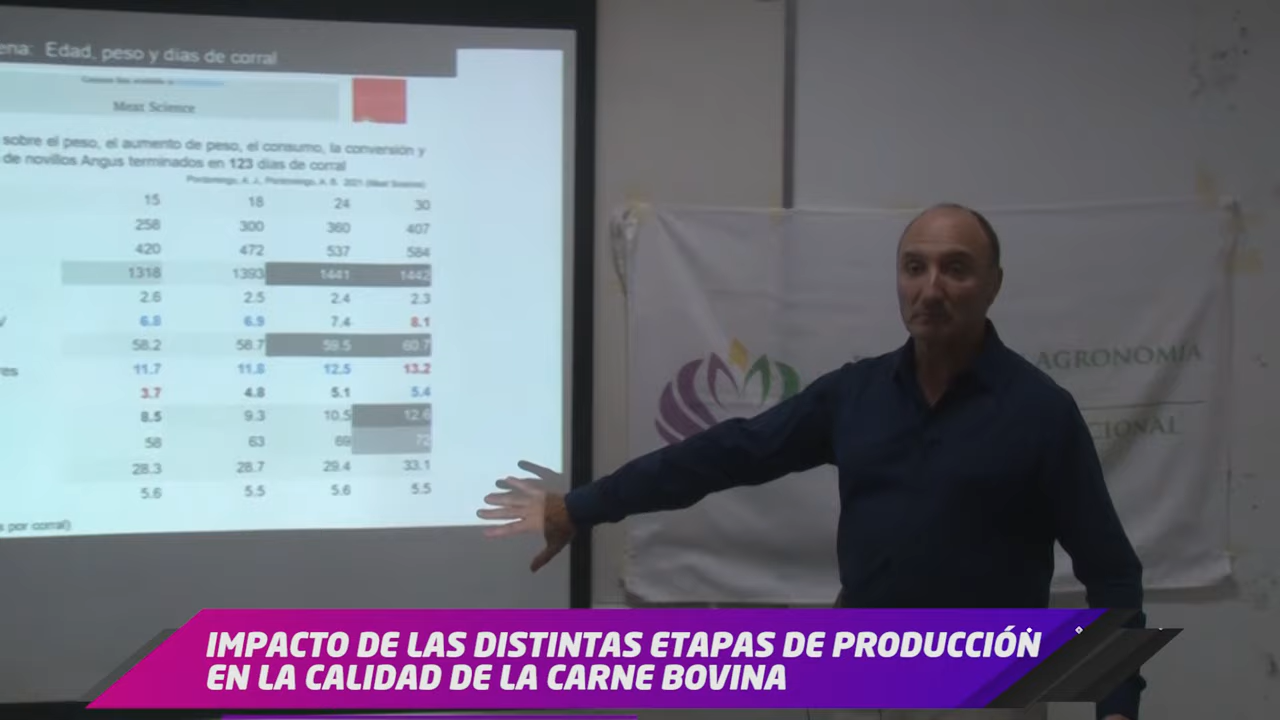 ena: Edad, peso y días de corral
Meat Science
sobre el peso, el aumento de peso, el consumo, la conversión y
de novillos Angus terminados en 123 días de corral
15 18 24 30
258 300 360 407
420 472 537 584
1318 1393 1441 1442
2.6 2.5 2.4 2.3
6.8 6.9 7.4 8.1
58.2 58.7 59.5 60.7
res 11.7 11.8 12.5 13.2
3.7 4.8 5.1 5.4
8.5 9.3 10.5 12.6
58 63 69 72
28.3 28.7 29.4 33.1
5.6 5.5 5.6 5.5
s por corral)
AGRONOMIA
CIONAL
IMPACTO DE LAS DISTINTAS ETAPAS DE PRODUCCIÓN
EN LA CALIDAD DE LA CARNE BOVINA